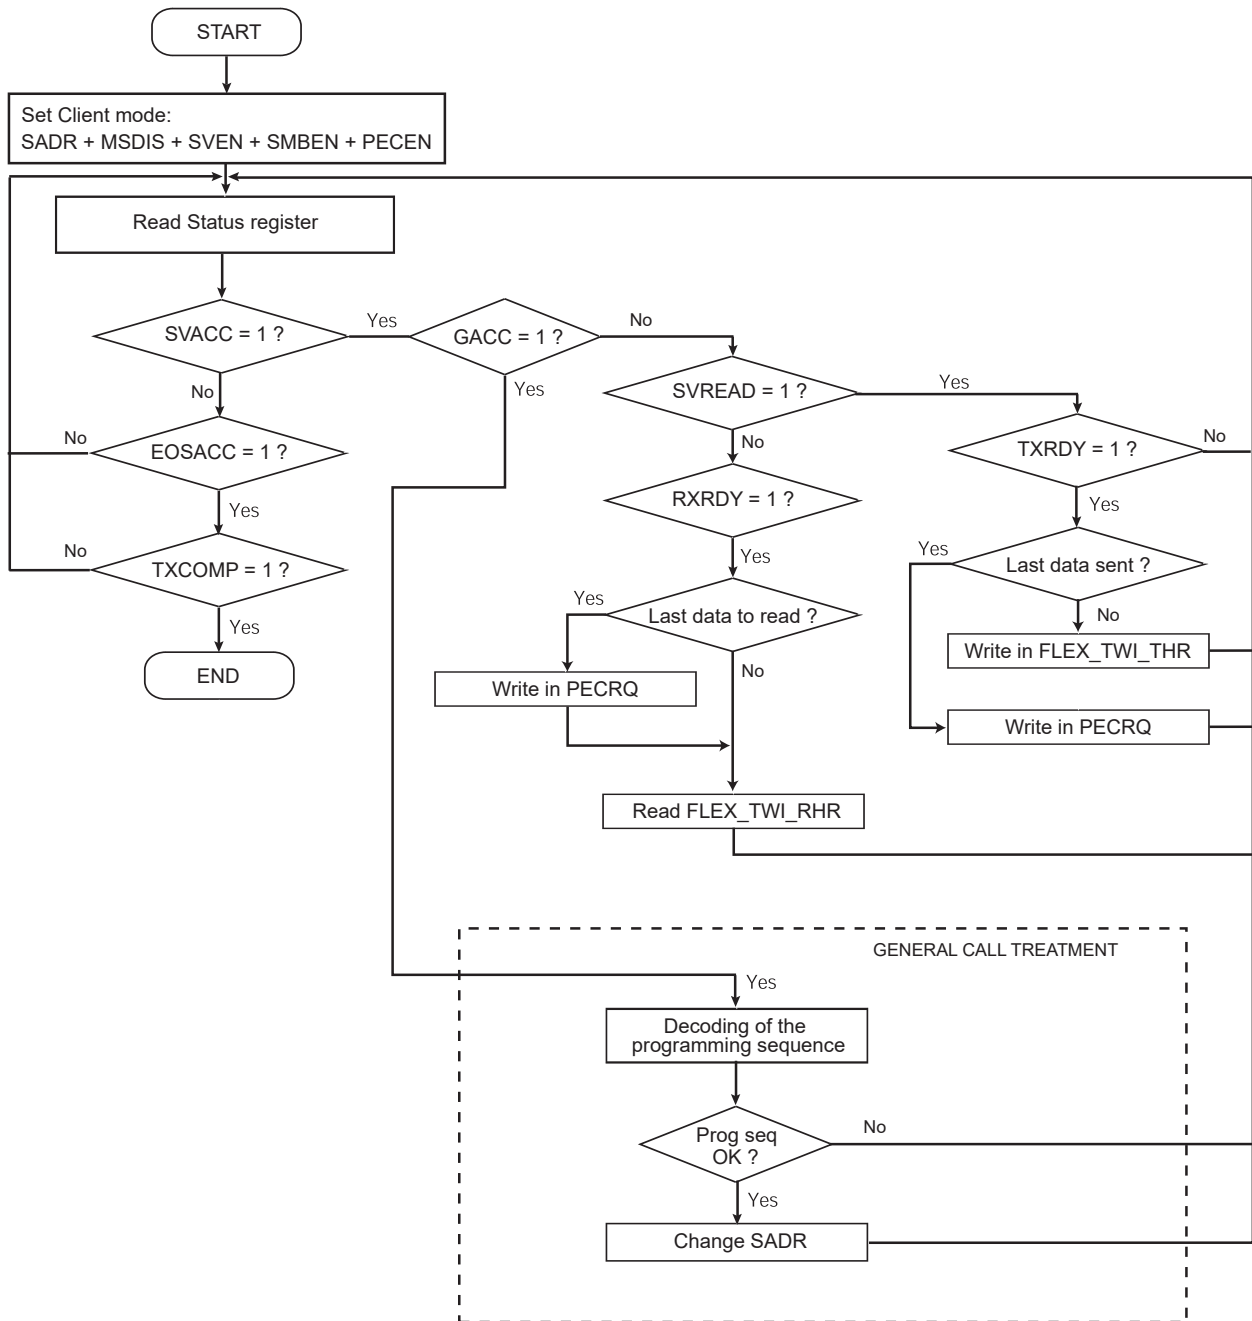 START
Set Client mode:
SADR + MSDIS + SVEN + SMBEN + PECEN
Read Status register
SVACC = 1 ?
Yes
GACC = 1 ?
No
No
Yes
SVREAD = 1 ?
Yes
No
EOSACC = 1 ?
No
TXRDY = 1 ?
No
Yes
RXRDY = 1 ?
Yes
No
TXCOMP = 1 ?
Yes
Yes
Last data sent ?
Yes
Yes
Last data to read ?
No
END
Write in PECRQ
No
Write in FLEX_TWI_THR
Write in PECRQ
Read FLEX_TWI_RHR
GENERAL CALL TREATMENT
Yes
Decoding of the
programming sequence
Prog seq
OK ?
No
Yes
Change SADR